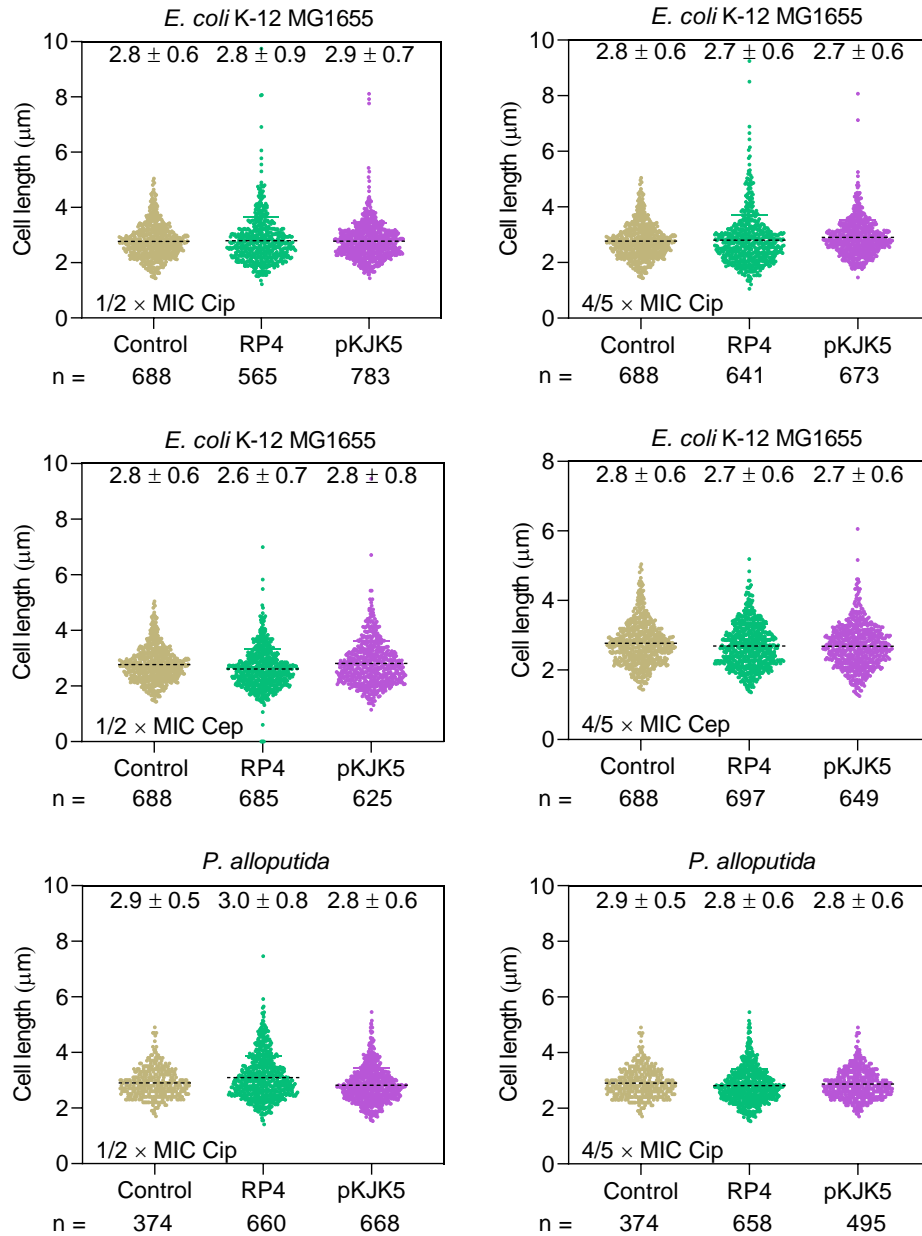 E. coli K-12 MG1655
Cell length (μm)
10
8
6
4
2
0
2.8 ± 0.6 2.8 ± 0.9 2.9 ± 0.7
1/2 × MIC Cip
Control RP4 pKJK5
n = 688 565 783
E. coli K-12 MG1655
Cell length (μm)
10
8
6
4
2
0
2.8 ± 0.6 2.7 ± 0.6 2.7 ± 0.6
4/5 × MIC Cip
Control RP4 pKJK5
n = 688 641 673
E. coli K-12 MG1655
Cell length (μm)
10
8
6
4
2
0
2.8 ± 0.6 2.6 ± 0.7 2.8 ± 0.8
1/2 × MIC Cep
Control RP4 pKJK5
n = 688 685 625
E. coli K-12 MG1655
Cell length (μm)
8
6
4
2
0
2.8 ± 0.6 2.7 ± 0.6 2.7 ± 0.6
4/5 × MIC Cep
Control RP4 pKJK5
n = 688 697 649
P. alloputida
Cell length (μm)
10
8
6
4
2
0
2.9 ± 0.5 3.0 ± 0.8 2.8 ± 0.6
1/2 × MIC Cip
Control RP4 pKJK5
n = 374 660 668
P. alloputida
Cell length (μm)
10
8
6
4
2
0
2.9 ± 0.5 2.8 ± 0.6 2.8 ± 0.6
4/5 × MIC Cip
Control RP4 pKJK5
n = 374 658 495